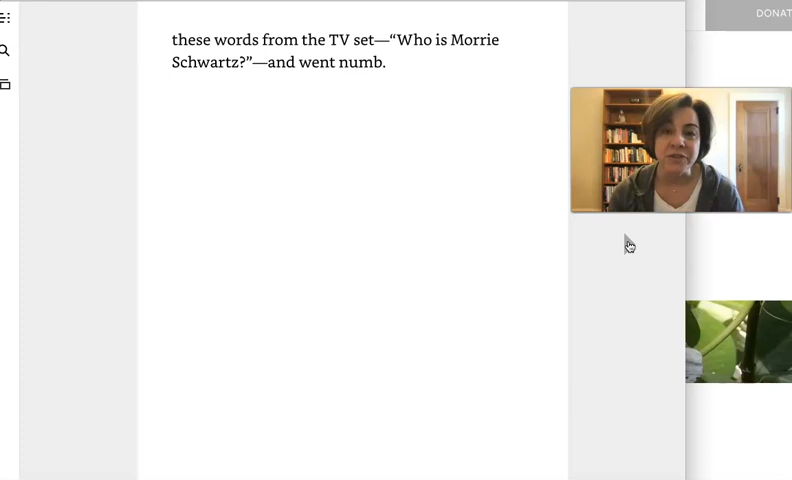 DONAT
these words from the TV set—“Who is Morrie
Schwartz?”—and went numb.